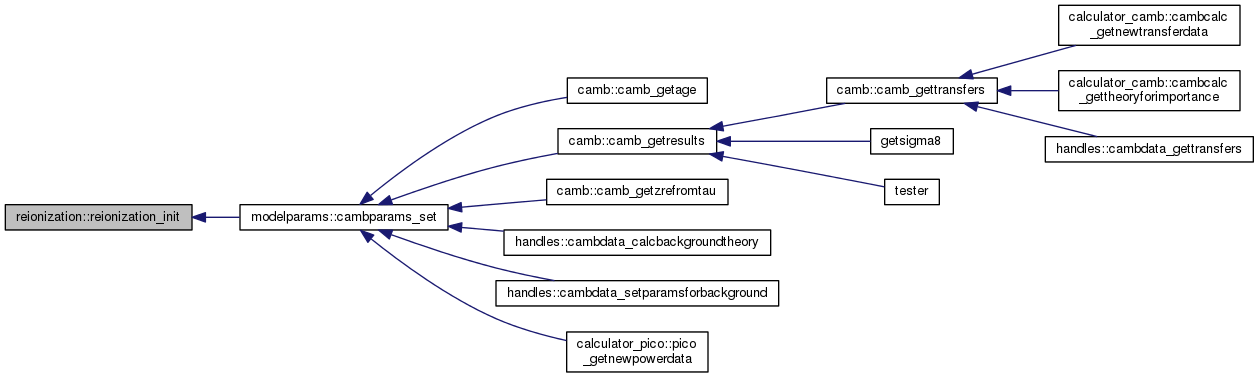 calculator_camb::cambcalc
_getnewtransferdata
camb::camb_getage
camb::camb_gettransfers
calculator_camb::cambcalc
_gettheoryforimportance
camb::camb_getresults
getsigma8
handles::cambdata_gettransfers
camb::camb_getzrefromtau
tester
reionization::reionization_init
modelparams::cambparams_set
handles::cambdata_calcbackgroundtheory
handles::cambdata_setparamsforbackground
calculator_pico::pico
_getnewpowerdata